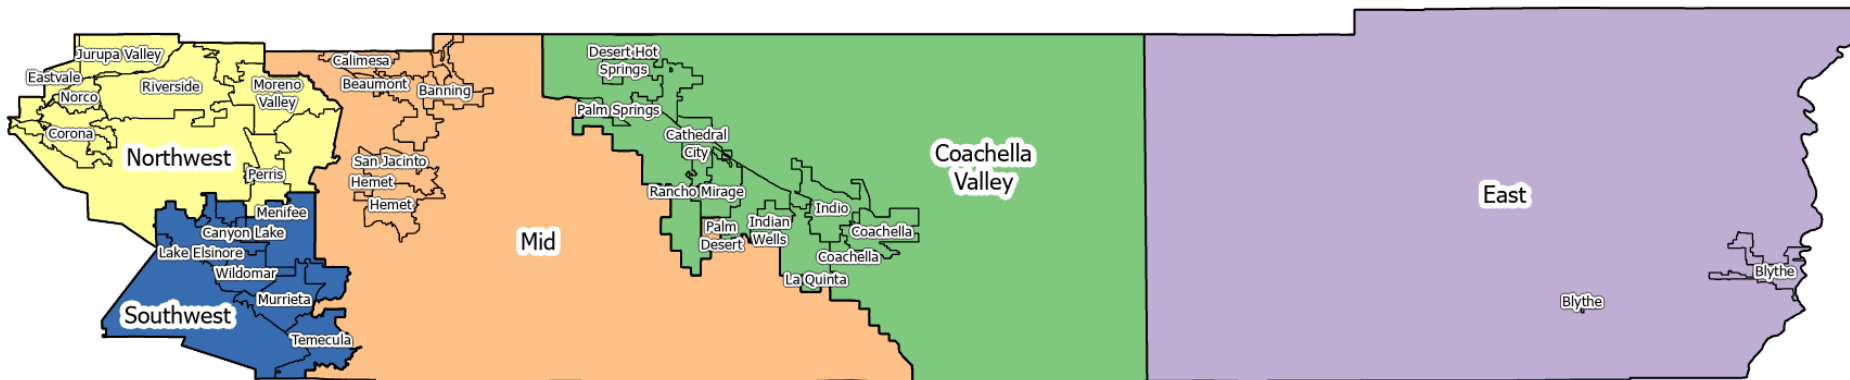 Jurupa Valley
Eastvale
Norco
Riverside
Moreno
Valley
Corona
Northwest
Perris
Menifee
Canyon Lake
Lake Elsinore
Wildomar
Murrieta
Southwest
Temecula
Calimesa
Beaumont
Banning
San Jacinto
Hemet
Hemet
Mid
Desert Hot
Springs
Palm Springs
Cathedral
City
Rancho Mirage
Palm
Desert
Indian
Wells
Indio
Coachella
Coachella
La Quinta
Coachella
Valley
East
Blythe
Blythe